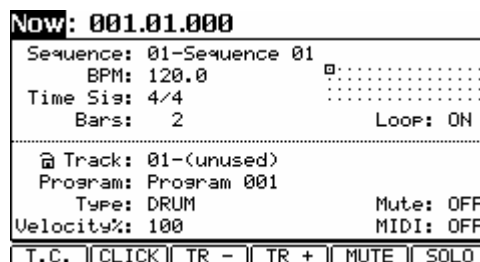 Now: 001.01.000
Sequence: 01-Sequence 01
BPM: 120.0
Time Sig: 4/4
Bars: 2 Loop: ON
Track: 01-(unused)
Program: Program 001
Type: DRUM Mute: OFF
Velocity%: 100 MIDI: OFF
T.C. CLICK TR - TR + MUTE SOLO